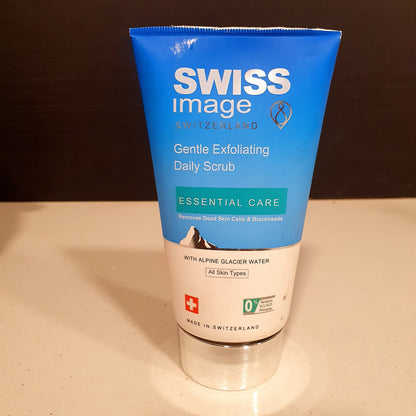 SWISS
image
SWITZERLAND
Gentle Exfoliating
Daily Scrub
ESSENTIAL CARE
Removes Dead Skin Cells & Blackheads
WITH ALPINE GLACIER WATER
All Skin Types
0%
MADE IN SWITZERLAND